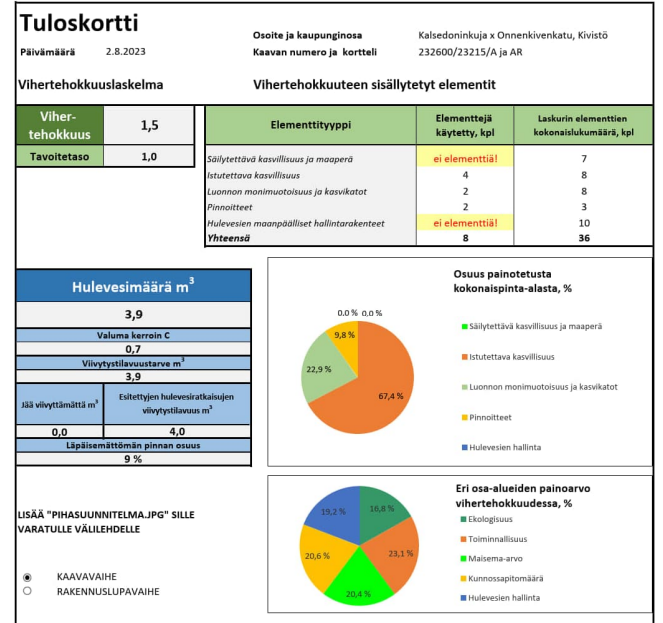 Tuloskortti
Päivämäärä 2.8.2023
Osoite ja kaupunginosa Kalsedoninkuja x Onnenkivenkatu, Kivistö
Kaavan numero ja kortteli 232600/23215/A ja AR
Vihertehokkuuslaskelma
Vihertehokkuuteen sisällytetyt elementit
Viher-
tehokkuus 1,5
Tavoitetaso 1,0
Elementtityyppi Elementtejä käytetty, kpl Laskurin elementtien kokonaislukumäärä, kpl
Säilytettävä kasvillisuus ja maaperä ei elementtiä! 7
Istutettava kasvillisuus 4 8
Luonnon monimuotoisuus ja kasvikatot 2 8
Pinnoitteet 2 3
Hulevesien maanpäälliset hallintarakenteet ei elementtiä! 10
Yhteensä 8 36
Hulevesimäärä m³
3,9
Valuma kerroin C
0,7
Viivytystilavuustarve m³
3,9
Jää viivyttämättä m³ Esitettyjen hulevesiratkaisujen viivytystilavuus m³
0,0 4,0
Läpäisemättömän pinnan osuus
9 %
Osuus painotetusta
kokonaispinta-alasta, %
0,0 % 0,0 %
9,8 %
22,9 %
67,4 %
Säilytettävä kasvillisuus ja maaperä
Istutettava kasvillisuus
Luonnon monimuotoisuus ja kasvikatot
Pinnoitteet
Hulevesien hallinta
LISÄÄ "PIHASUUNNITELMA.JPG" SILLE
VARATULLE VÄLILEHDELLE
KAAVAVAIHE
RAKENNUSLUPAVAIHE
Eri osa-alueiden painoarvo
vihertehokkuudessa, %
19,2 %
16,8 %
20,6 %
23,1 %
20,4 %
Ekologisuus
Toiminnallisuus
Maisema-arvo
Kunnossapitomäärä
Hulevesien hallinta